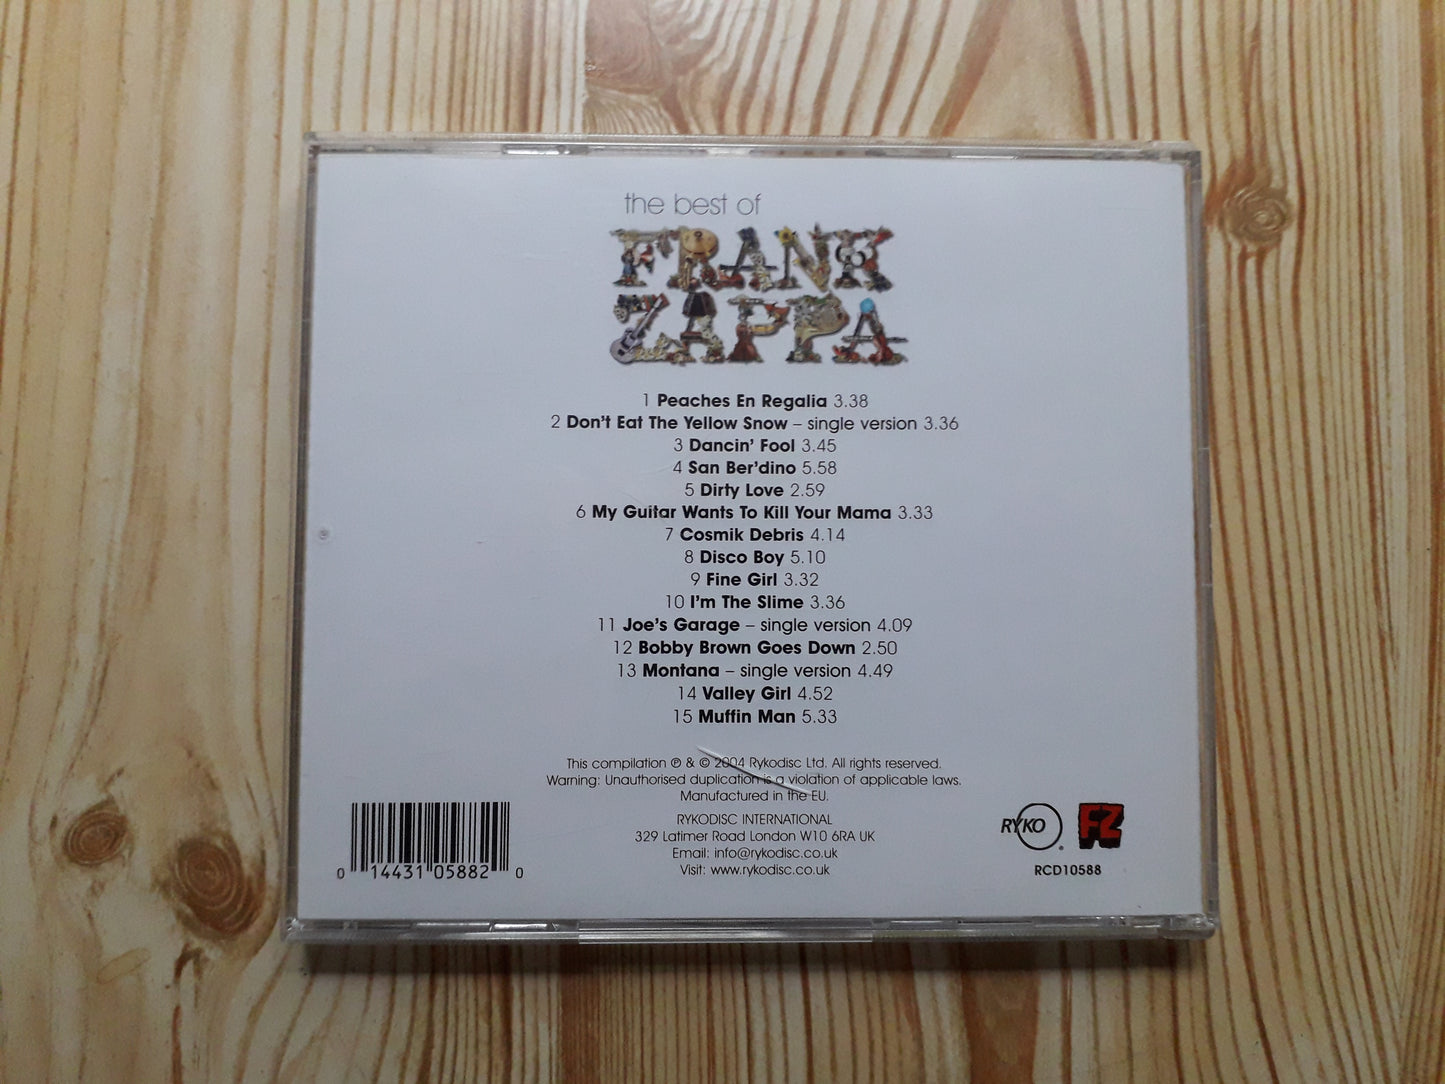 the best of
FRANK
ZAPPA
1 Peaches En Regalia 3.38
2 Don't Eat The Yellow Snow – single version 3.36
3 Dancin' Fool 3.45
4 San Ber'dino 5.58
5 Dirty Love 2.59
6 My Guitar Wants To Kill Your Mama 3.33
7 Cosmik Debris 4.14
8 Disco Boy 5.10
9 Fine Girl 3.32
10 I'm The Slime 3.36
11 Joe's Garage – single version 4.09
12 Bobby Brown Goes Down 2.50
13 Montana – single version 4.49
14 Valley Girl 4.52
15 Muffin Man 5.33
This compilation ℗ & © 2004 Rykodisc Ltd. All rights reserved.
Warning: Unauthorised duplication is a violation of applicable laws.
Manufactured in the EU.
RYKODISC INTERNATIONAL
329 Latimer Road London W10 6RA UK
Email: info@rykodisc.co.uk
Visit: www.rykodisc.co.uk
0 14431 05882 0
RYKO ®
FZ
RCD10588